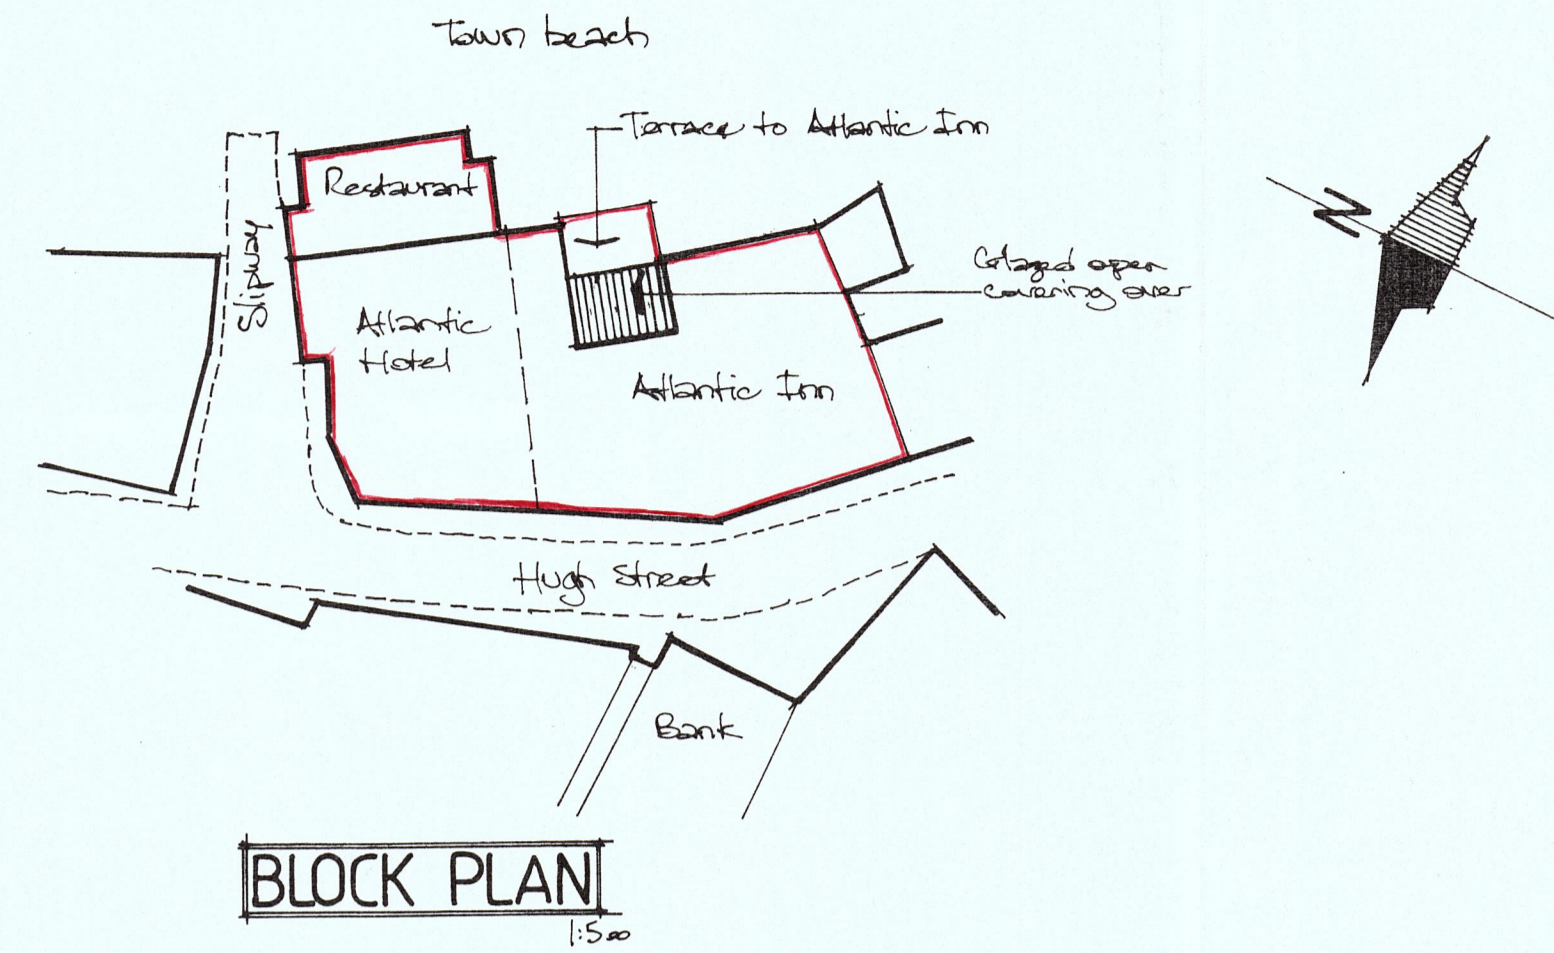 Town beach
Terrace to Atlantic Inn
Restaurant
N
Slipway
Glazed open
covering over
Atlantic
Hotel
Atlantic Inn
Hugh Street
Bank
BLOCK PLAN
1:500